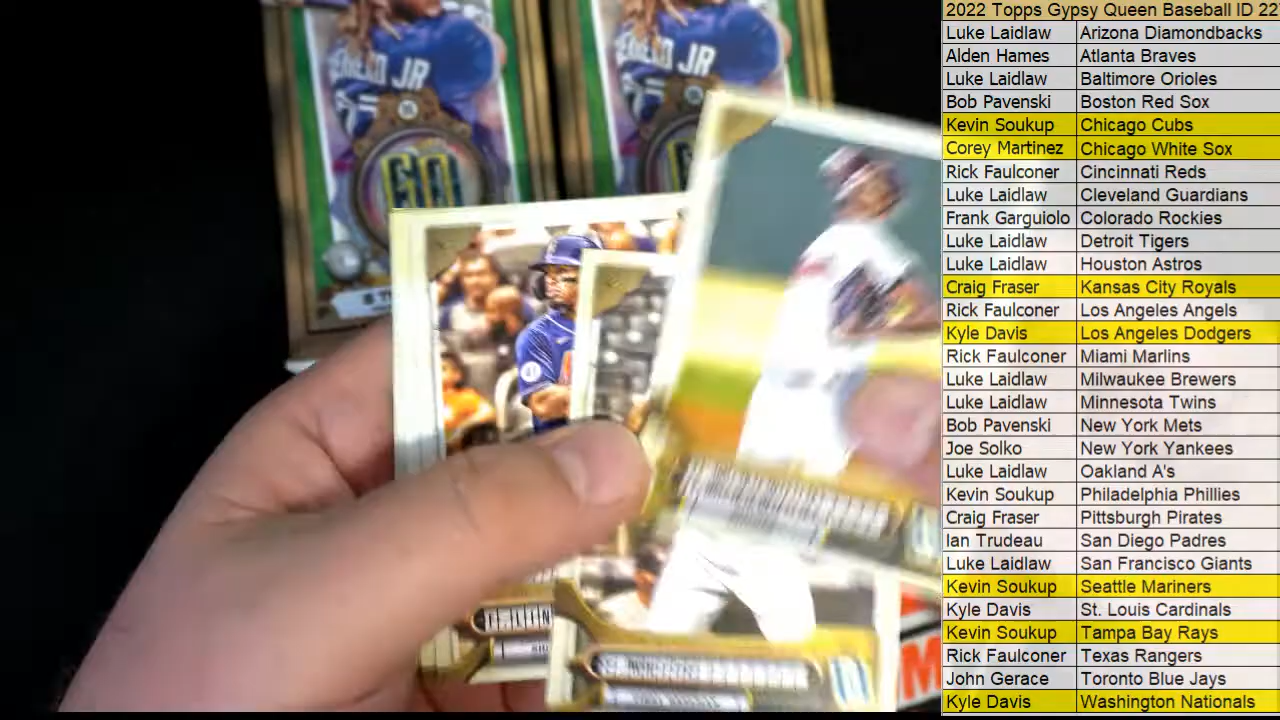 2022 Topps Gypsy Queen Baseball ID 22
Luke Laidlaw Arizona Diamondbacks
Alden Hames Atlanta Braves
Luke Laidlaw Baltimore Orioles
Bob Pavenski Boston Red Sox
Kevin Soukup Chicago Cubs
Corey Martinez Chicago White Sox
Rick Faulconer Cincinnati Reds
Luke Laidlaw Cleveland Guardians
Frank Garguiolo Colorado Rockies
Luke Laidlaw Detroit Tigers
Luke Laidlaw Houston Astros
Craig Fraser Kansas City Royals
Rick Faulconer Los Angeles Angels
Kyle Davis Los Angeles Dodgers
Rick Faulconer Miami Marlins
Luke Laidlaw Milwaukee Brewers
Luke Laidlaw Minnesota Twins
Bob Pavenski New York Mets
Joe Solko New York Yankees
Luke Laidlaw Oakland A's
Kevin Soukup Philadelphia Phillies
Craig Fraser Pittsburgh Pirates
Ian Trudeau San Diego Padres
Luke Laidlaw San Francisco Giants
Kevin Soukup Seattle Mariners
Kyle Davis St. Louis Cardinals
Kevin Soukup Tampa Bay Rays
Rick Faulconer Texas Rangers
John Gerace Toronto Blue Jays
Kyle Davis Washington Nationals
JR
JR
GQ